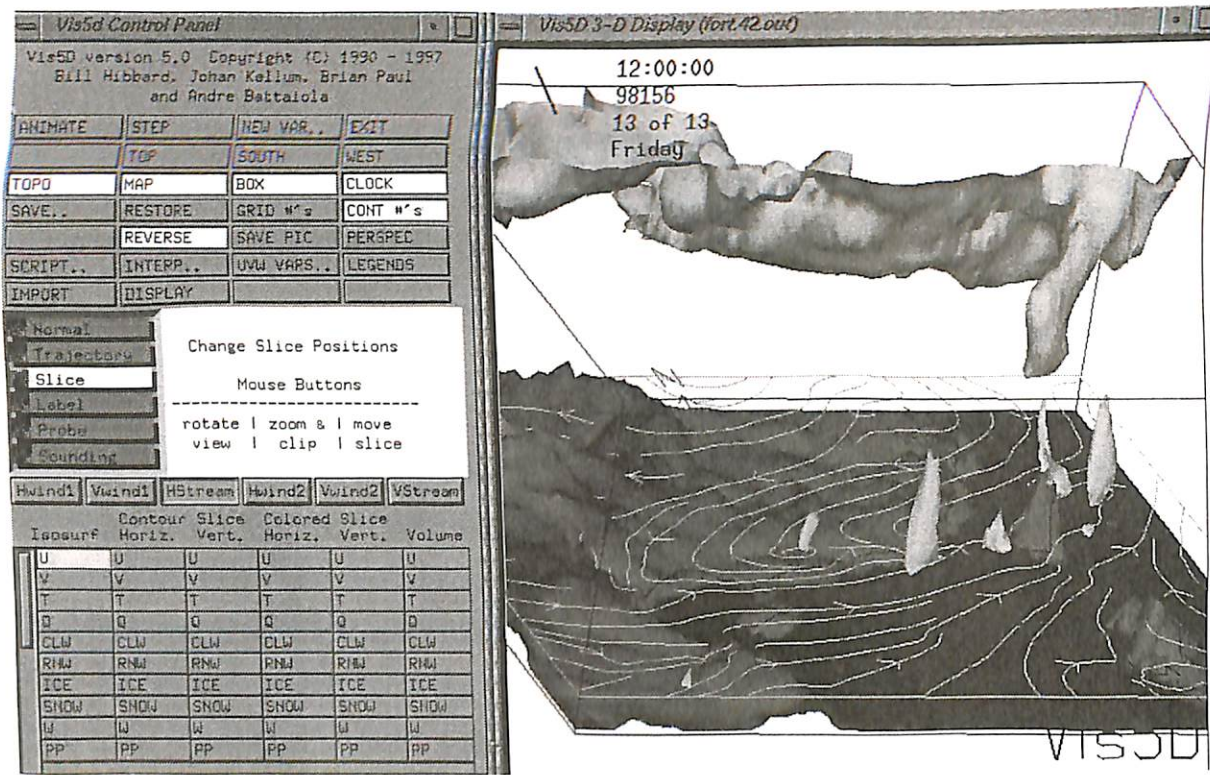 Vis5d Control Panel
Vis5D version 5.0 Copyright (C) 1990 - 1997
Bill Hibbard, Johan Kellum, Brian Paul
and Andre Battaiola
ANIMATE STEP NEW VAR.. EXIT
TOP SOUTH WEST
TOPO MAP BOX CLOCK
SAVE.. RESTORE GRID #'s CONT #'s
REVERSE SAVE PIC PERSPEC
SCRIPT.. INTERP.. UVW VARS.. LEGENDS
IMPORT DISPLAY
Normal
Trajectory
Slice
Label
Probe
Sounding
Change Slice Positions
Mouse Buttons
rotate | zoom & | move
view | clip | slice
Hwind1 Vwind1 HStream Hwind2 Vwind2 VStream
Contour Slice Colored Slice
Isosurf Horiz. Vert. Horiz. Vert. Volume
U U U U U U
V V V V V V
T T T T T T
Q Q Q Q Q Q
CLW CLW CLW CLW CLW CLW
RNW RNW RNW RNW RNW RNW
ICE ICE ICE ICE ICE ICE
SNOW SNOW SNOW SNOW SNOW SNOW
W W W W W W
PP PP PP PP PP PP
Vis5D 3-D Display (fort.42.out)
12:00:00
98156
13 of 13
Friday
Vis5D